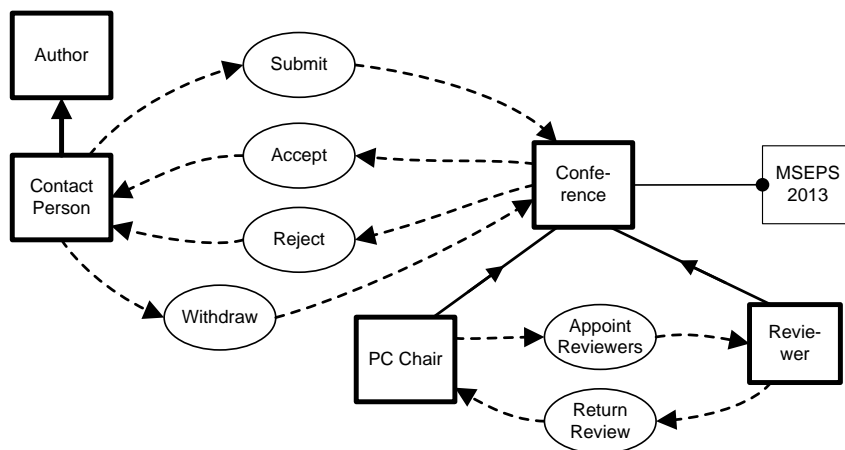 Author
Submit
Accept
Contact
Person
Confe-
rence
MSEPS
2013
Reject
Withdraw
PC Chair
Appoint
Reviewers
Revie-
wer
Return
Review